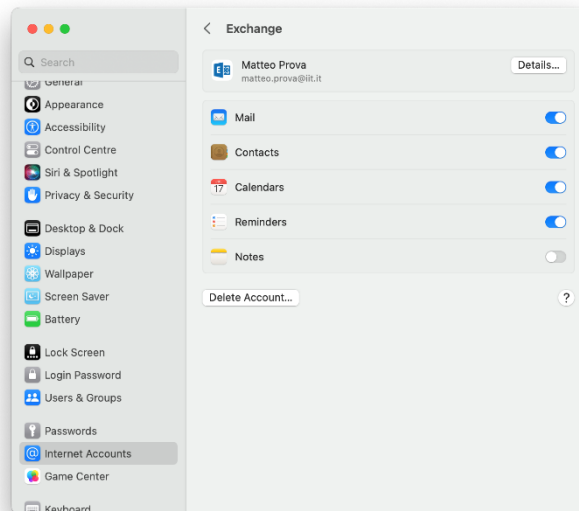 Exchange
Search
General
Appearance
Accessibility
Control Centre
Siri & Spotlight
Privacy & Security
Desktop & Dock
Displays
Wallpaper
Screen Saver
Battery
Lock Screen
Login Password
Users & Groups
Passwords
Internet Accounts
Game Center
Keyboard
Matteo Prova
matteo.prova@iit.it
Details...
Mail
Contacts
17
Calendars
Reminders
Notes
Delete Account...
?